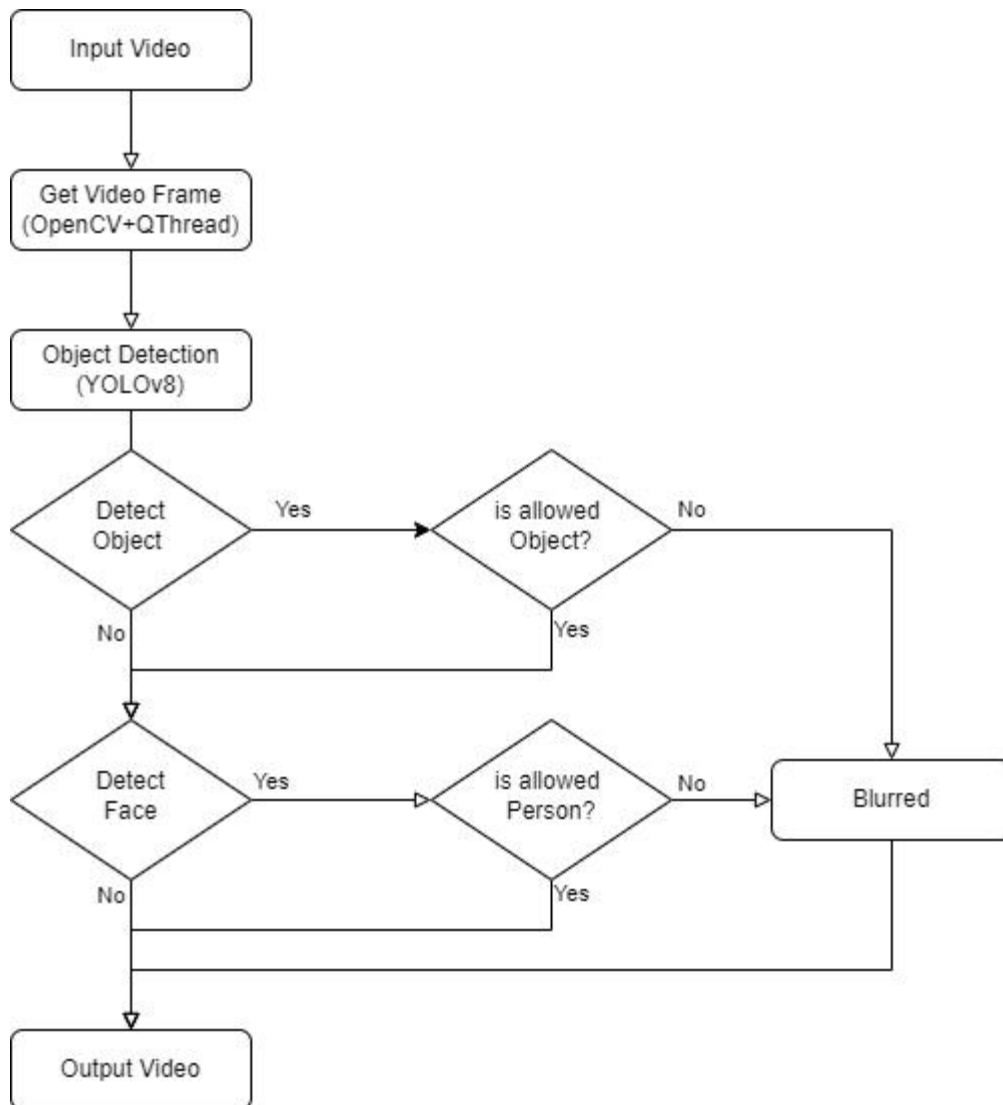 Input Video
Get Video Frame
(OpenCV+QThread)
Object Detection
(YOLOv8)
Detect
Object
Yes
is allowed
Object?
No
No
Yes
Detect
Face
Yes
is allowed
Person?
No
Blurred
No
Yes
Output Video